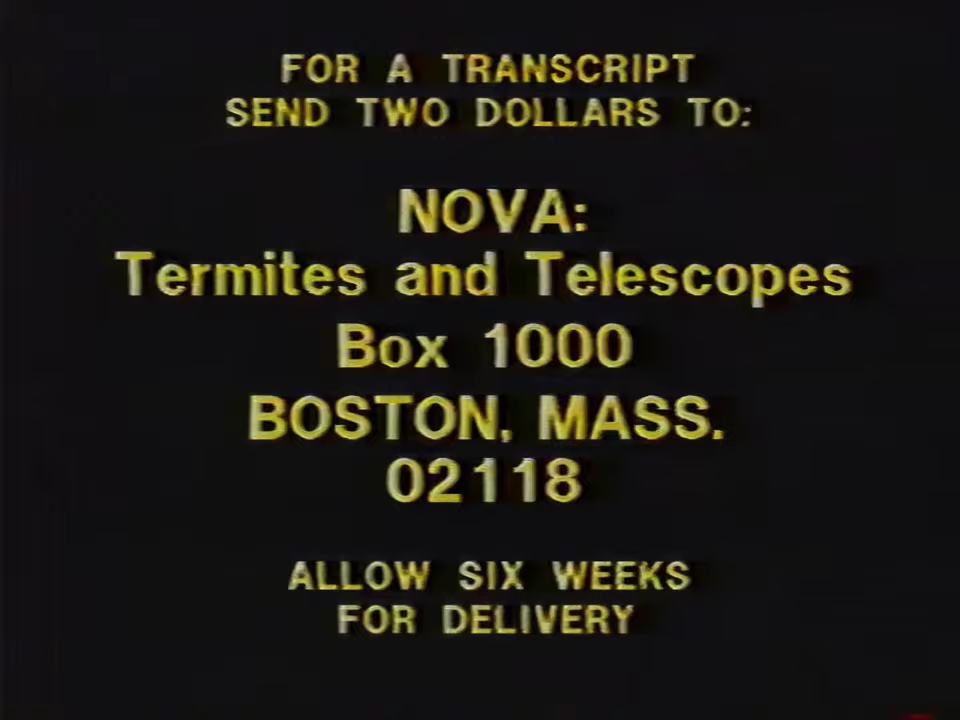 FOR A TRANSCRIPT
SEND TWO DOLLARS TO:
NOVA:
Termites and Telescopes
Box 1000
BOSTON, MASS.
02118
ALLOW SIX WEEKS
FOR DELIVERY